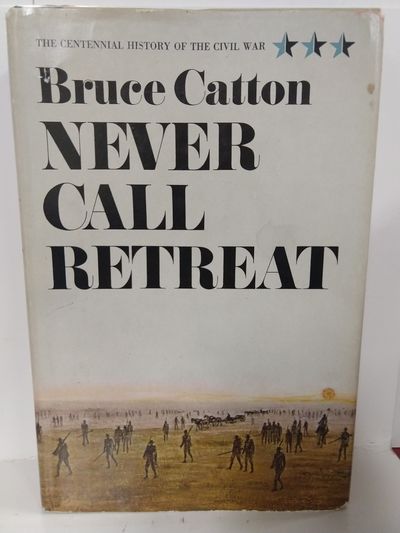 THE CENTENNIAL HISTORY OF THE CIVIL WAR
Bruce Catton
NEVER
CALL
RETREAT